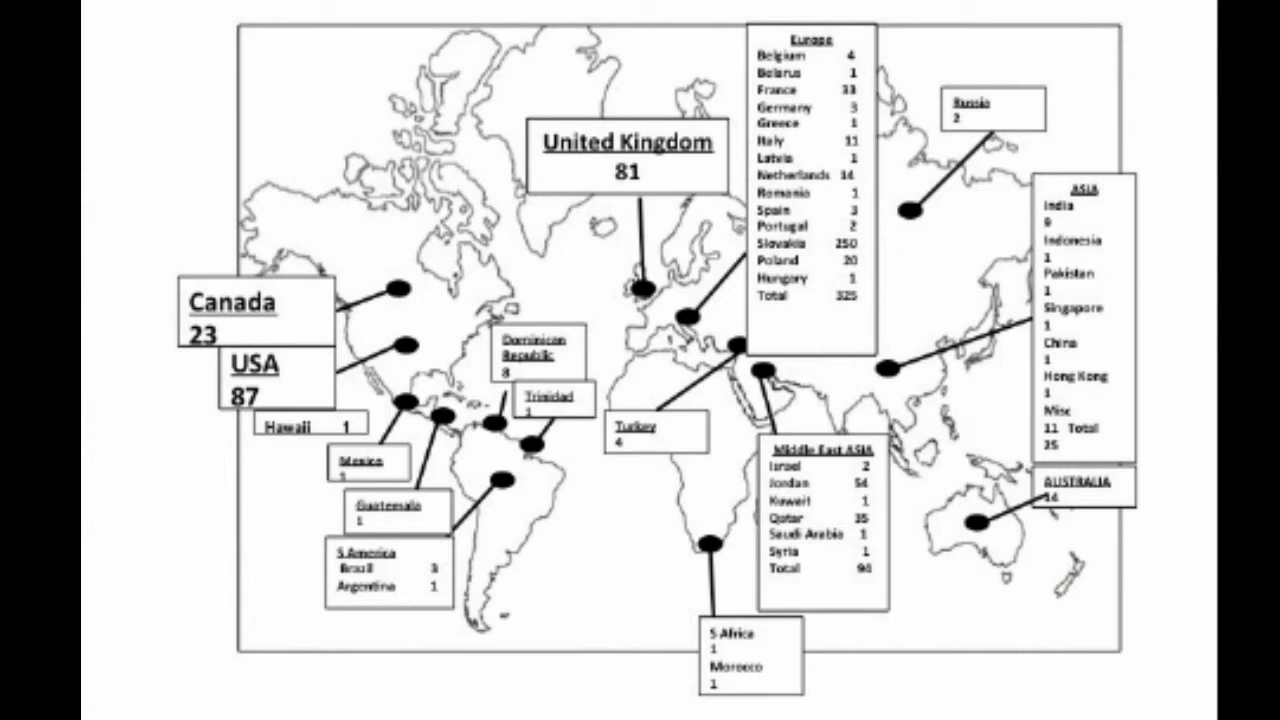 United Kingdom
81
Europe
Belgium 4
Belarus 1
France 33
Germany 3
Greece 1
Italy 11
Latvia 1
Netherlands 14
Romania 1
Spain 3
Portugal 2
Slovakia 250
Poland 20
Hungary 1
Total 325
Russia
2
ASIA
India
9
Indonesia
1
Pakistan
1
Singapore
1
China
1
Hong Kong
1
Misc
11 Total
25
AUSTRALIA
14
Canada
23
USA
87
Hawaii 1
Dominican
Republic
8
Trinidad
1
Mexico
1
Guatemala
1
S.America
Brazil 3
Argentina 1
Turkey
4
Middle East ASIA
Israel 2
Jordan 54
Kuwait 1
Qatar 35
Saudi Arabia 1
Syria 1
Total 94
S Africa
1
Morocco
1